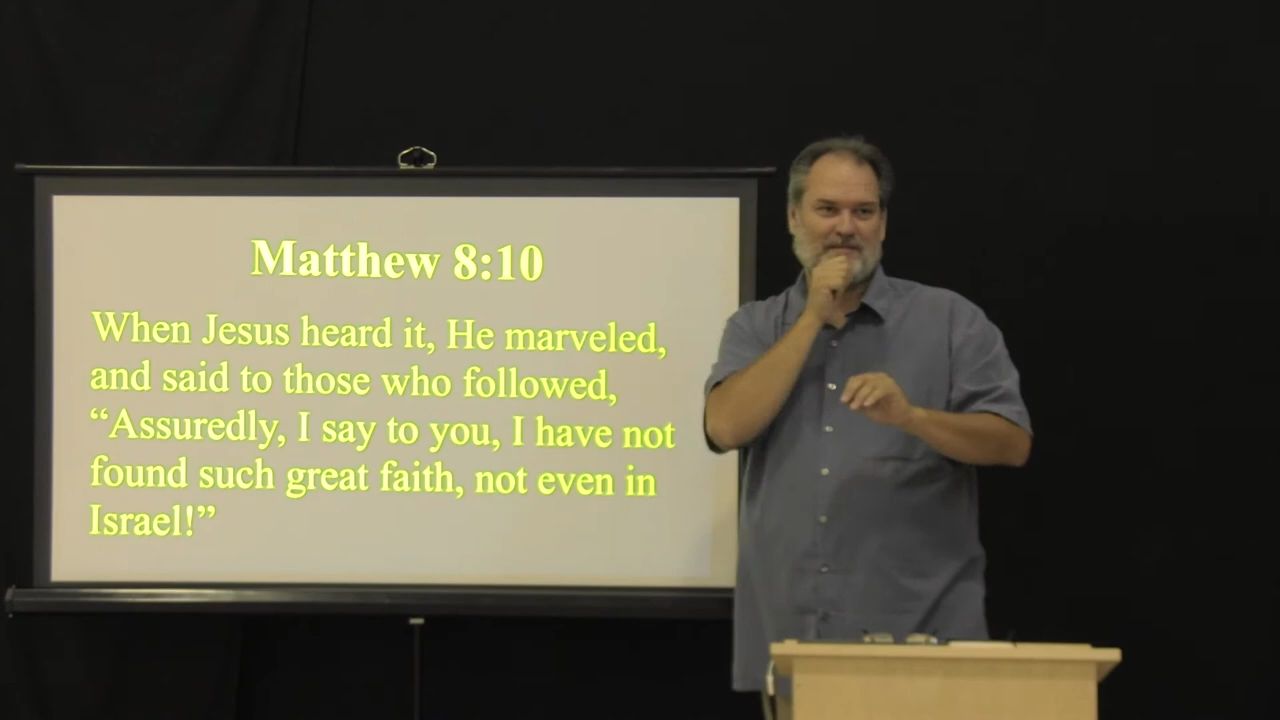 Matthew 8:10
When Jesus heard it, He marveled,
and said to those who followed,
“Assuredly, I say to you, I have not
found such great faith, not even in
Israel!”